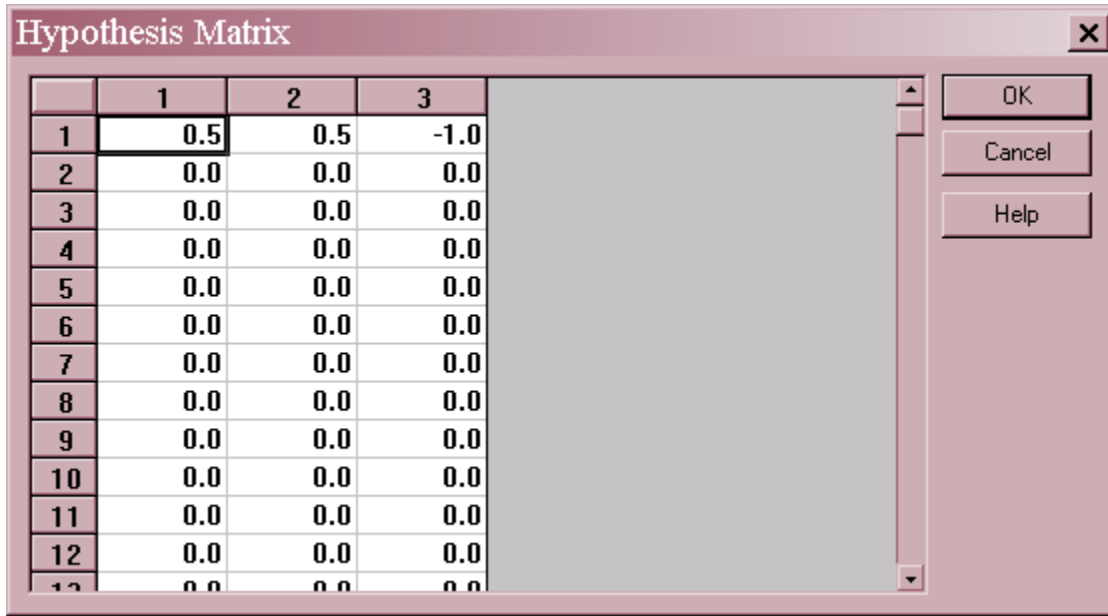 Hypothesis Matrix
1 2 3 OK
1 0.5 0.5 -1.0
Cancel
2 0.0 0.0 0.0
3 0.0 0.0 0.0 Help
4 0.0 0.0 0.0
5 0.0 0.0 0.0
6 0.0 0.0 0.0
7 0.0 0.0 0.0
8 0.0 0.0 0.0
9 0.0 0.0 0.0
10 0.0 0.0 0.0
11 0.0 0.0 0.0
12 0.0 0.0 0.0